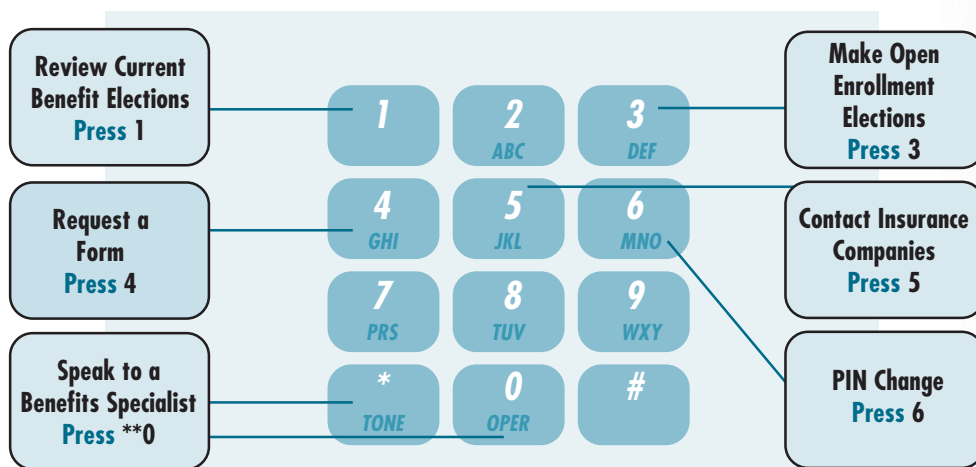 Review Current
Benefit Elections
Press 1
Request a
Form
Press 4
Speak to a
Benefits Specialist
Press **0
1
2
ABC
3
DEF
4
GHI
5
JKL
6
MNO
7
PRS
8
TUV
9
WXY
*
TONE
0
OPER
#
Make Open
Enrollment
Elections
Press 3
Contact Insurance
Companies
Press 5
PIN Change
Press 6